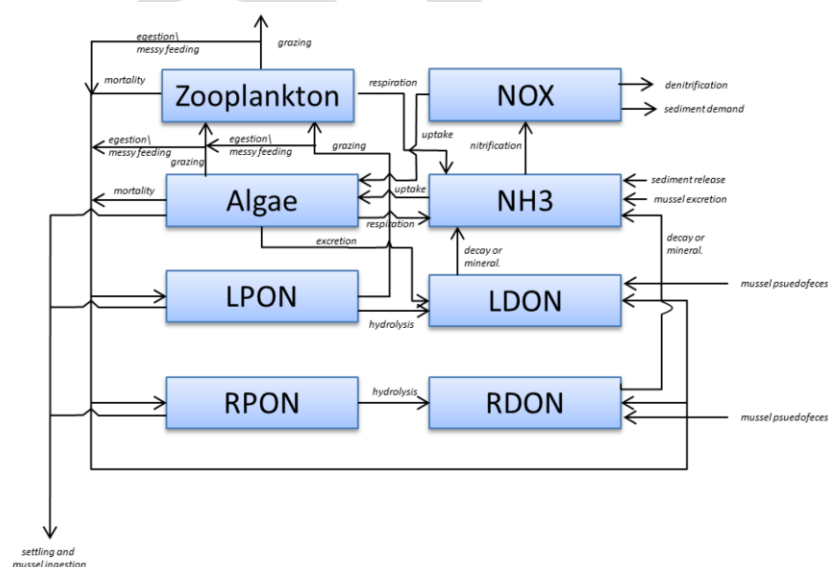 egestion\
messy feeding
grazing
mortality
Zooplankton
respiration
NOX
denitrification
sediment demand
egestion\
messy feeding
grazing
egestion\
messy feeding
grazing
uptake
nitrification
mortality
Algae
uptake
respiration
NH3
sediment release
mussel excretion
excretion
decay or
mineral.
decay or
mineral.
LPON
hydrolysis
LDON
mussel psuedofeces
RPON
hydrolysis
RDON
mussel psuedofeces
settling and
mussel ingestion